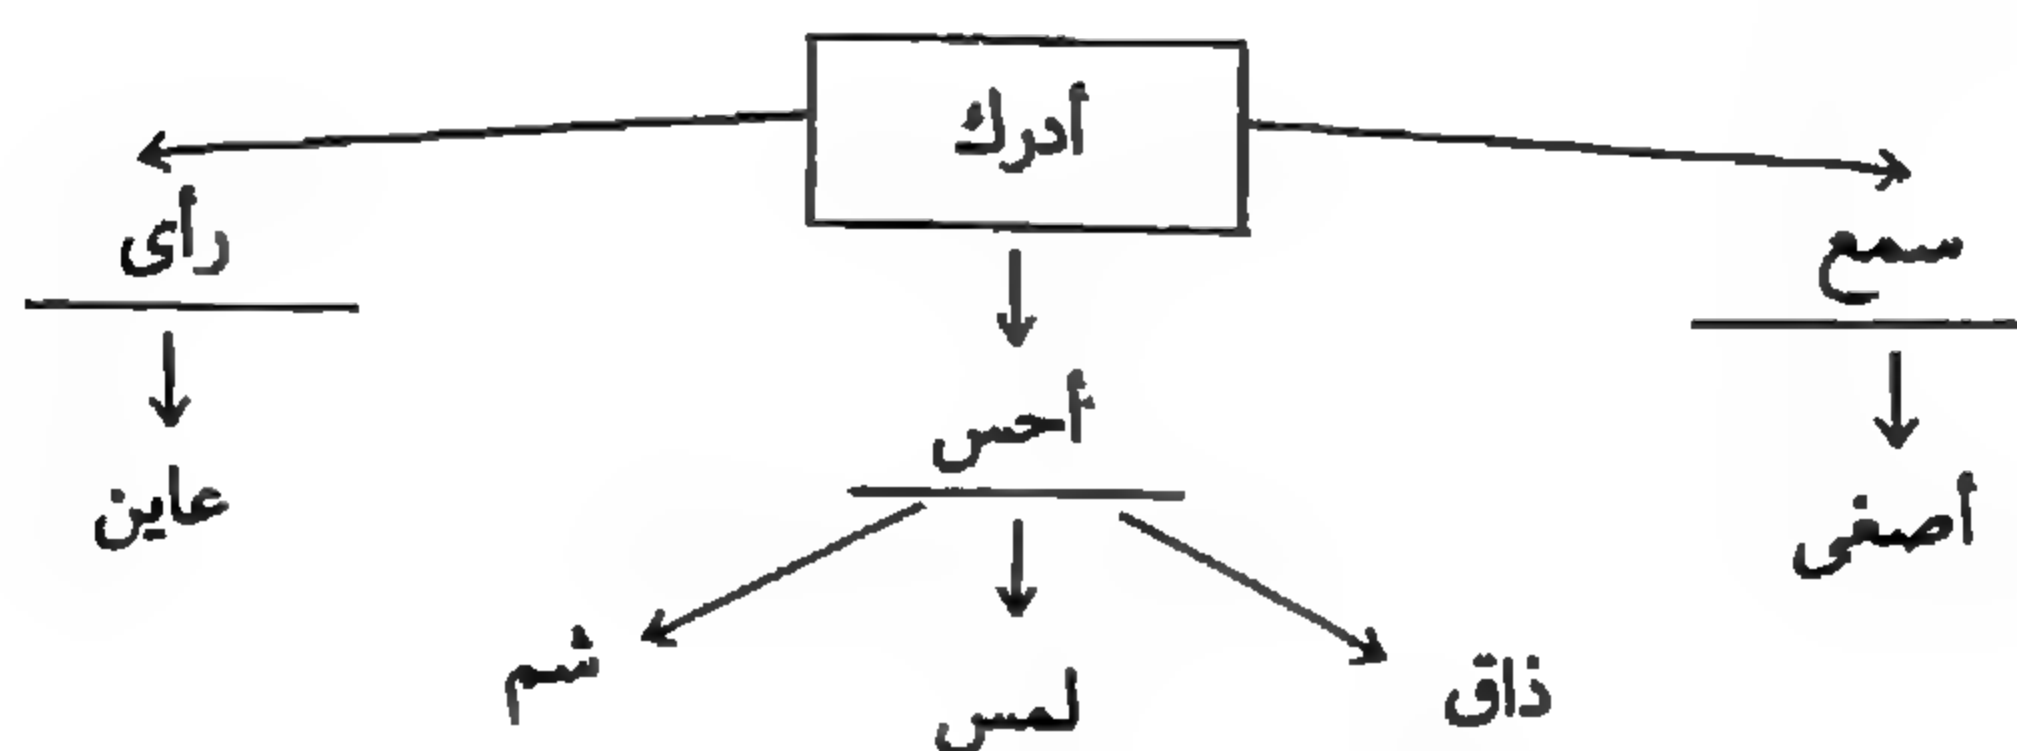 أدرك
سمع
رأى
أحس
أصغى
عاين
ذاق
لمس
شم